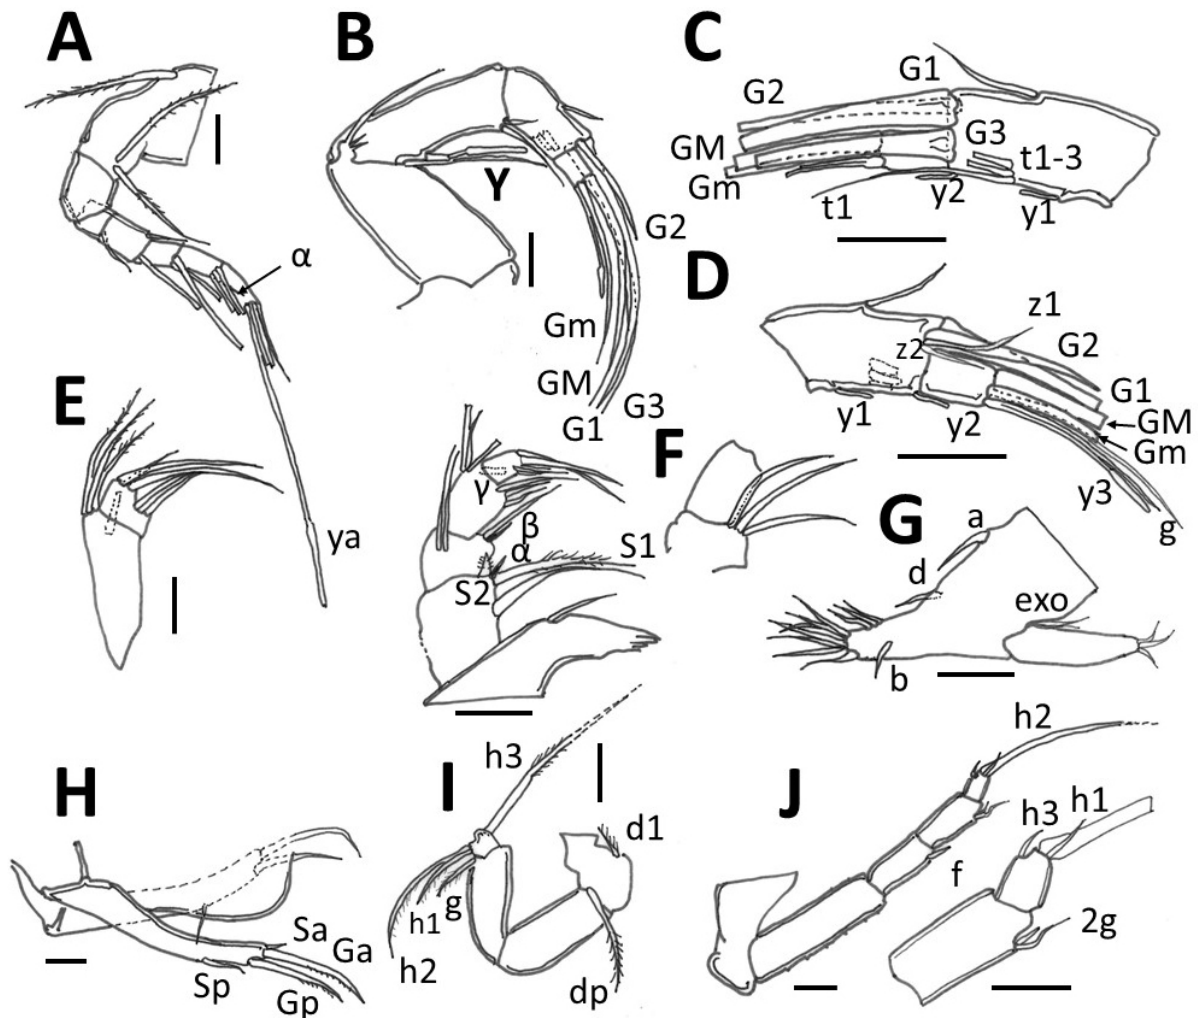 A
α
ya
B
Y
G2
Gm
GM
G1
G3
C
G1
G2
G3
GM
Gm
t1-3
t1
y2
y1
D
z1
z2
G2
G1
GM
Gm
y1
y2
y3
g
E
γ
β
α
S1
S2
F
G
a
d
exo
b
H
Sa
Ga
Sp
Gp
I
h3
d1
h1
g
h2
dp
J
h2
h3
h1
f
2g